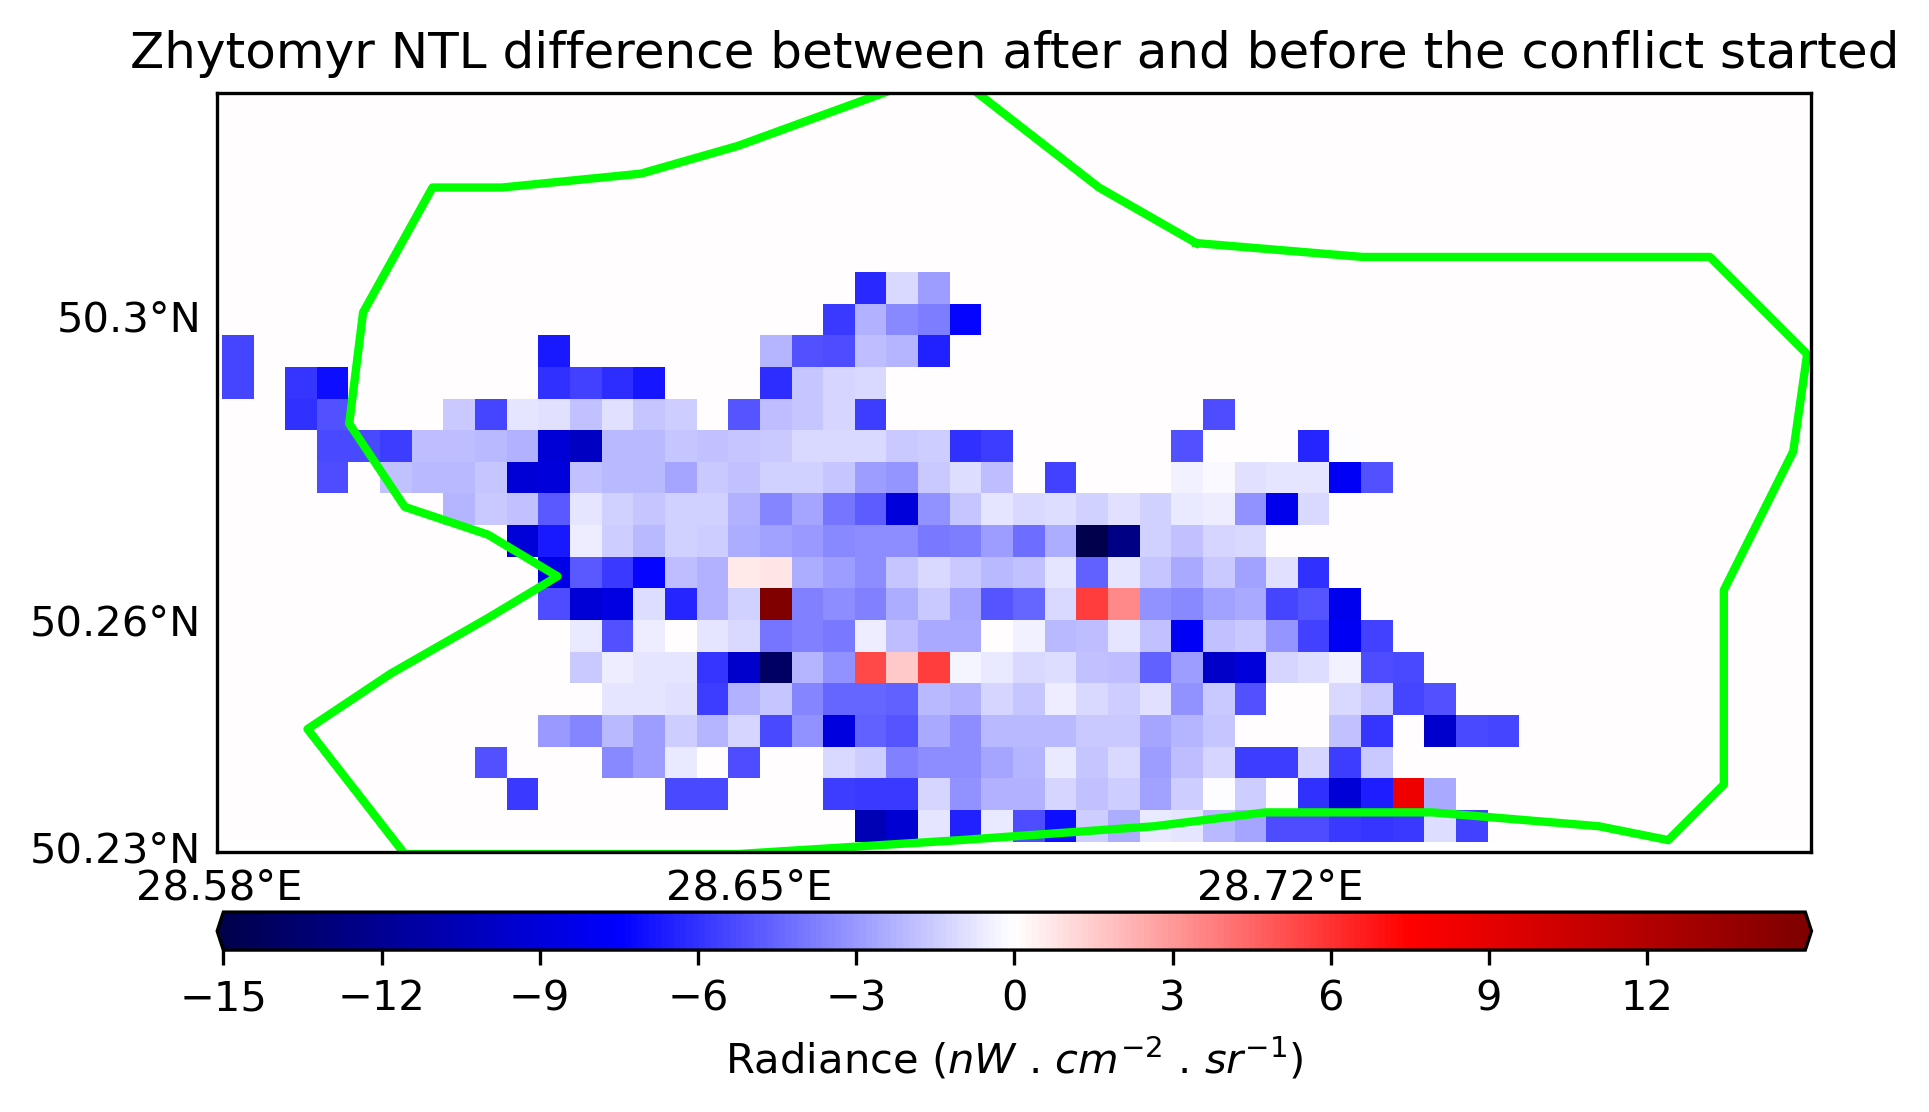 Zhytomyr NTL difference between after and before the conflict started
50.3°N
50.26°N
50.23°N
28.58°E 28.65°E 28.72°E
−15 −12 −9 −6 −3 0 3 6 9 12
Radiance (nW . cm⁻² . sr⁻¹)